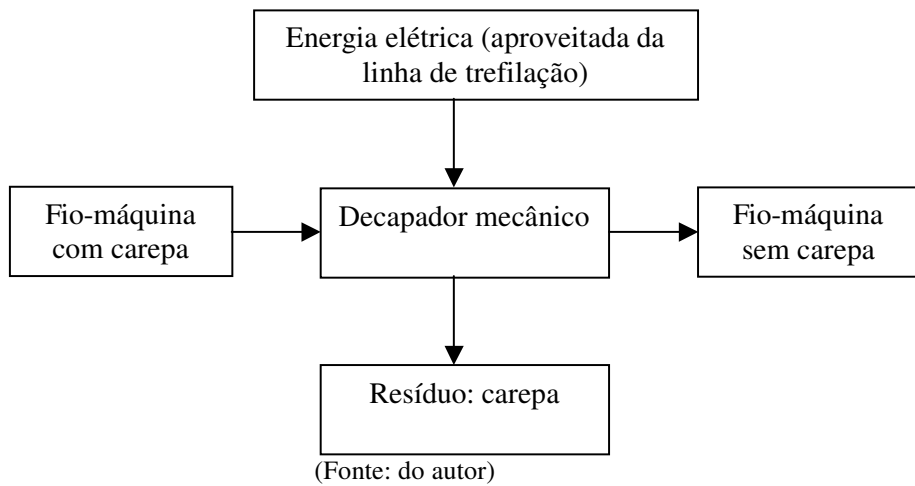 Energia elétrica (aproveitada da
linha de trefilação)
Fio-máquina
com carepa
Decapador mecânico
Fio-máquina
sem carepa
Resíduo: carepa
(Fonte: do autor)